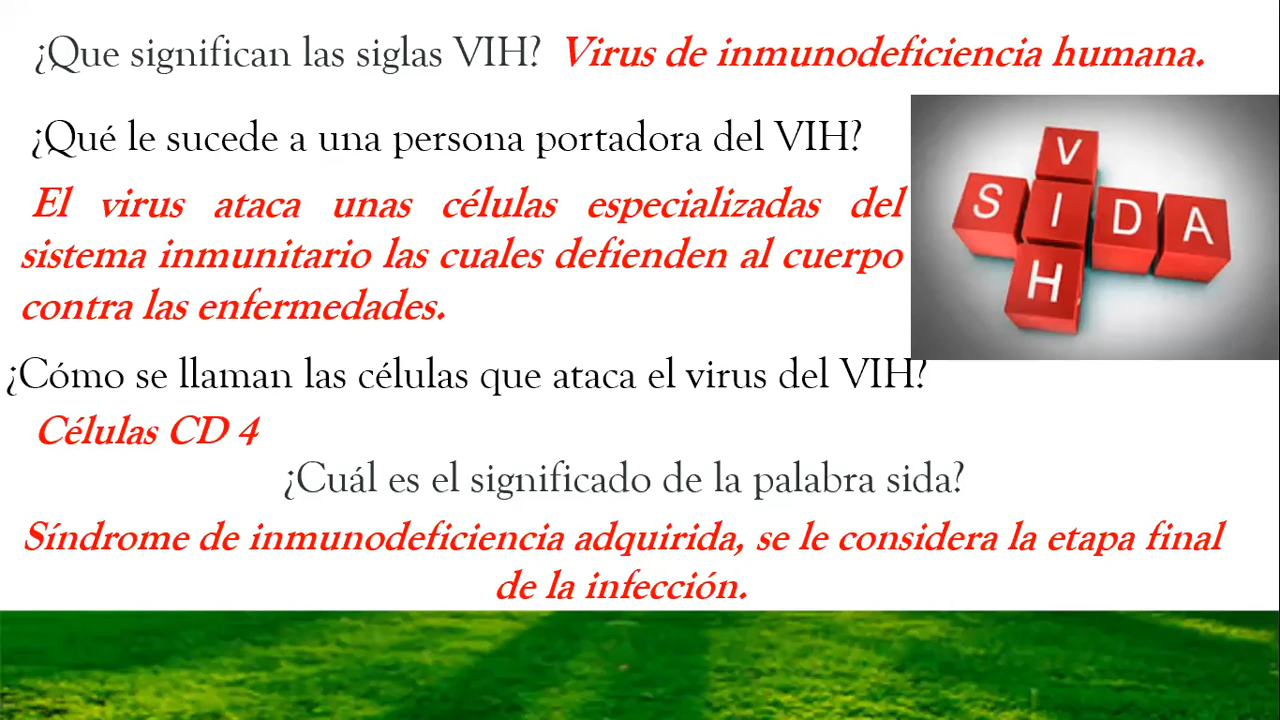 ¿Que significan las siglas VIH? Virus de inmunodeficiencia humana.
¿Qué le sucede a una persona portadora del VIH?
El virus ataca unas células especializadas del
sistema inmunitario las cuales defienden al cuerpo
contra las enfermedades.
V
SIDA
H
¿Cómo se llaman las células que ataca el virus del VIH?
Células CD 4
¿Cuál es el significado de la palabra sida?
Síndrome de inmunodeficiencia adquirida, se le considera la etapa final
de la infección.